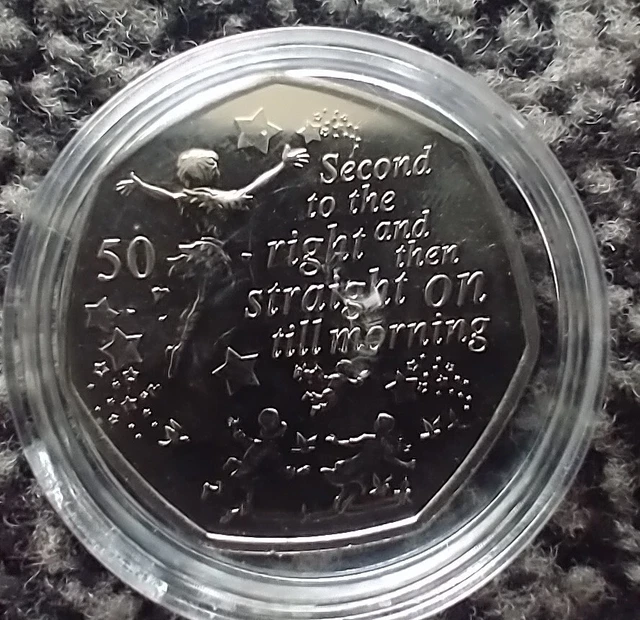 Second
to the
right and
then
straight on
till morning
50